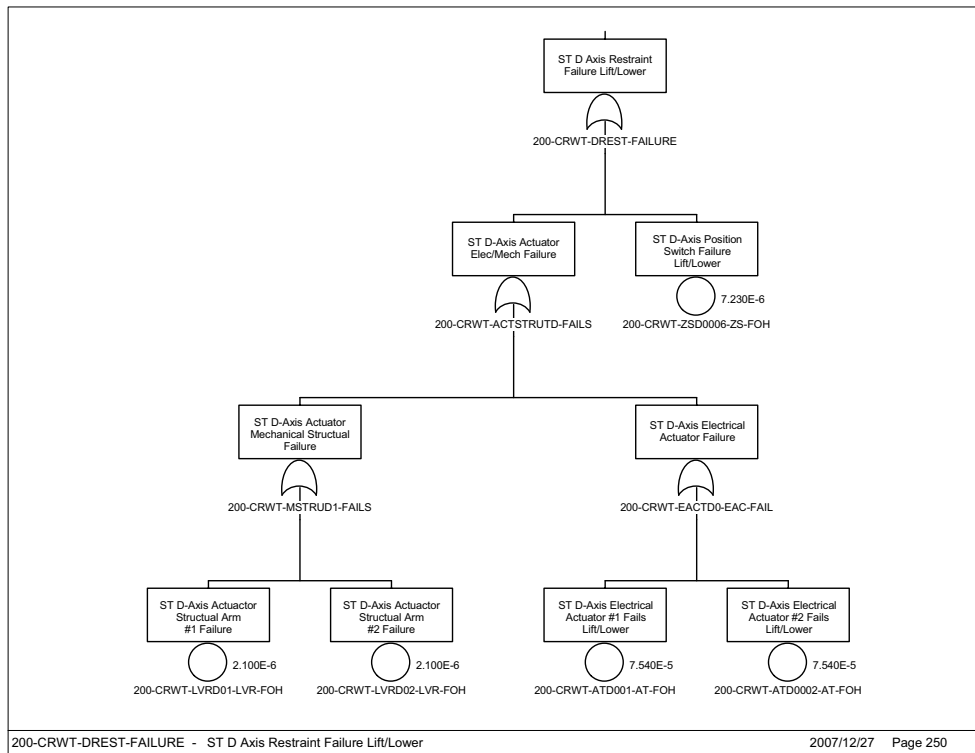 ST D Axis Restraint
Failure Lift/Lower
200-CRWT-DREST-FAILURE
ST D-Axis Actuator
Elec/Mech Failure
200-CRWT-ACTSTRUTD-FAILS
ST D-Axis Position
Switch Failure
Lift/Lower
7.230E-6
200-CRWT-ZSD0006-ZS-FOH
ST D-Axis Actuator
Mechanical Structual
Failure
200-CRWT-MSTRUD1-FAILS
ST D-Axis Electrical
Actuator Failure
200-CRWT-EACTD0-EAC-FAIL
ST D-Axis Actuactor
Structual Arm
#1 Failure
2.100E-6
200-CRWT-LVRD01-LVR-FOH
ST D-Axis Actuactor
Structual Arm
#2 Failure
2.100E-6
200-CRWT-LVRD02-LVR-FOH
ST D-Axis Electrical
Actuator #1 Fails
Lift/Lower
7.540E-5
200-CRWT-ATD001-AT-FOH
ST D-Axis Electrical
Actuator #2 Fails
Lift/Lower
7.540E-5
200-CRWT-ATD0002-AT-FOH
200-CRWT-DREST-FAILURE - ST D Axis Restraint Failure Lift/Lower
2007/12/27 Page 250